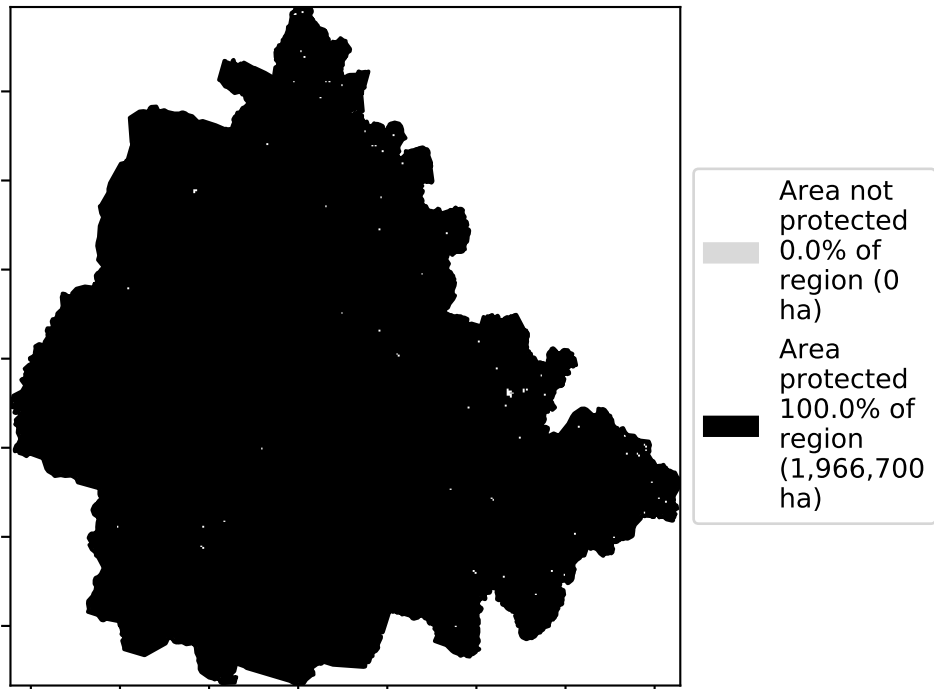 Area not
protected
0.0% of
region (0
ha)
Area
protected
100.0% of
region
(1,966,700
ha)